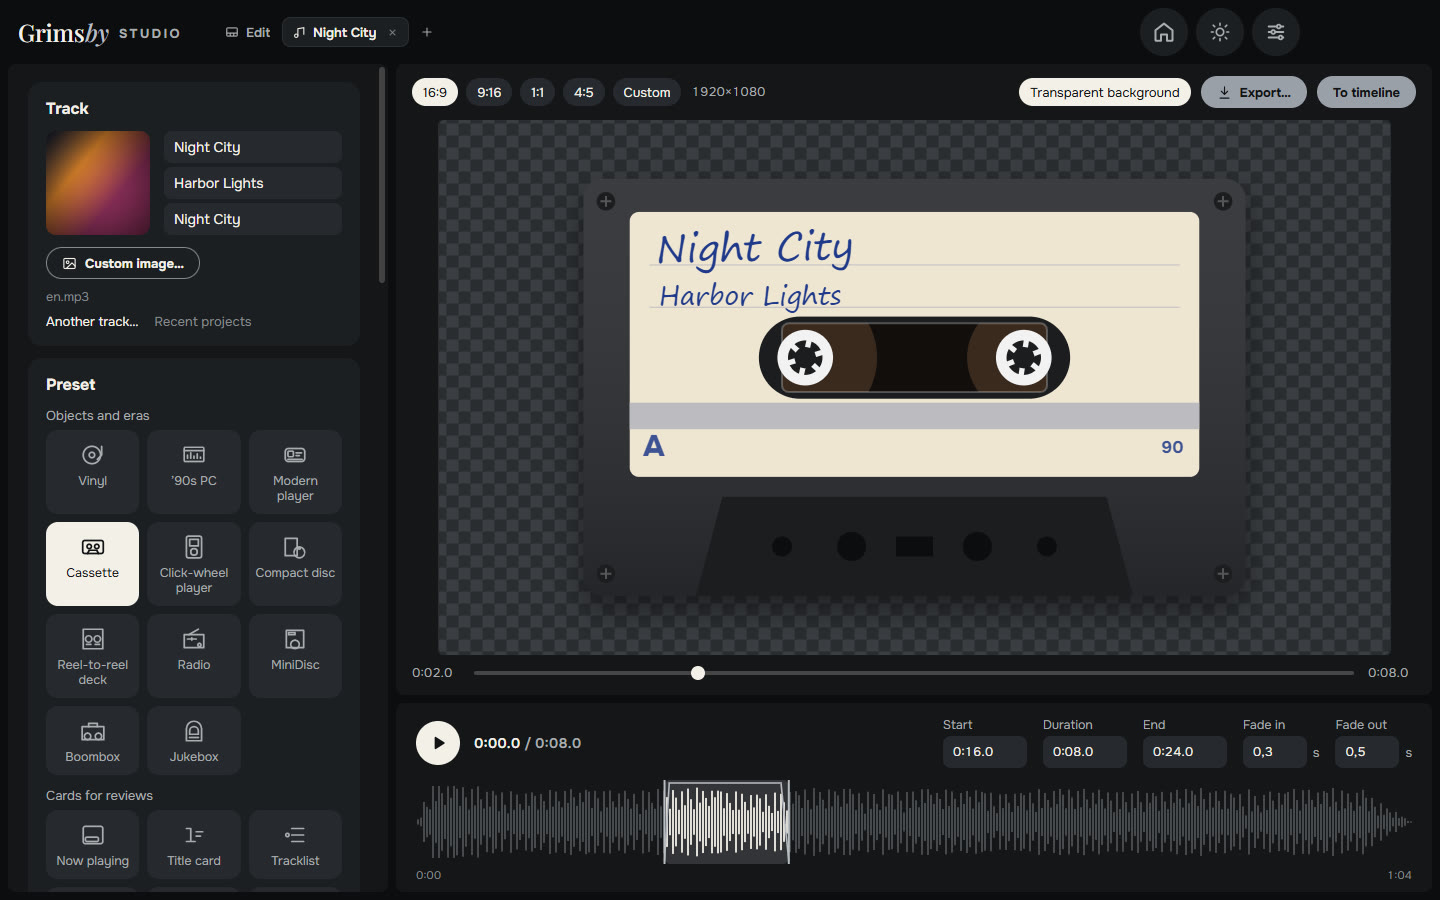 Grimsby STUDIO
Edit
Night City ×
+
Track
Night City
Harbor Lights
Night City
Custom image...
en.mp3
Another track... Recent projects
Preset
Objects and eras
Vinyl
'90s PC
Modern player
Cassette
Click-wheel player
Compact disc
Reel-to-reel deck
Radio
MiniDisc
Boombox
Jukebox
Cards for reviews
Now playing
Title card
Tracklist
16:9 9:16 1:1 4:5 Custom 1920×1080
Transparent background Export... To timeline
Night City
Harbor Lights
A 90
0:02.0 0:08.0
0:00.0 / 0:08.0
Start Duration End Fade in Fade out
0:16.0 0:08.0 0:24.0 0,3 s 0,5 s
0:00 1:04